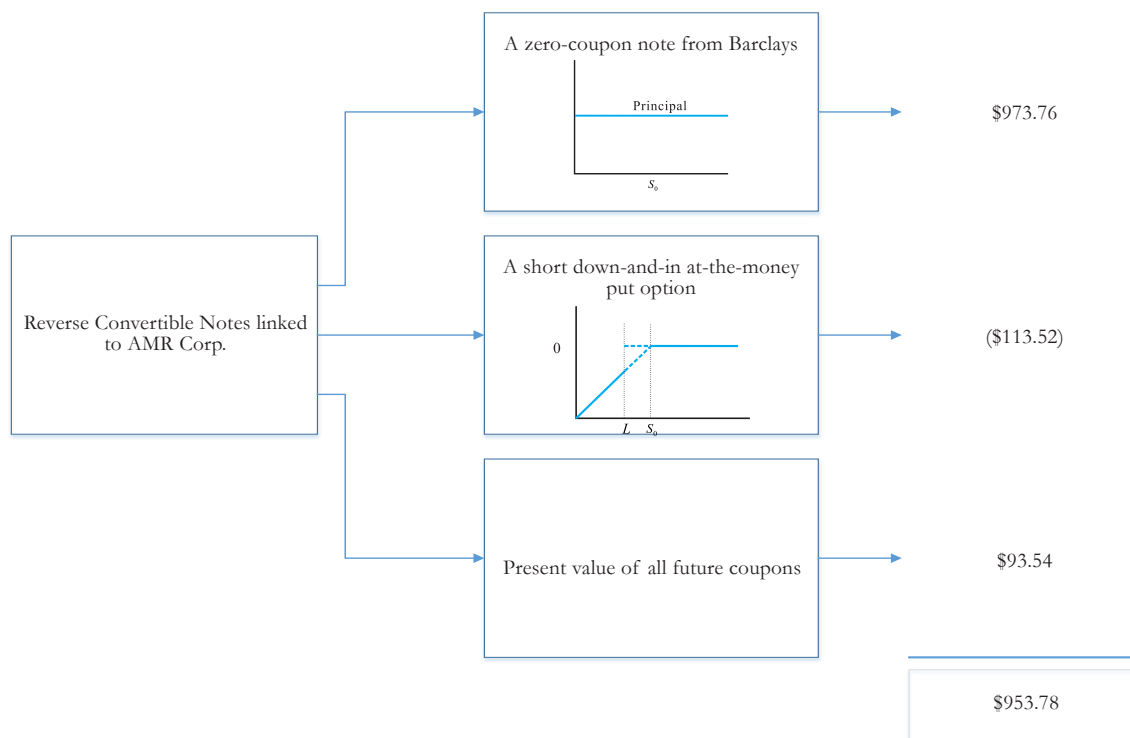 A zero-coupon note from Barclays
Principal
S₀
$973.76
Reverse Convertible Notes linked
to AMR Corp.
A short down-and-in at-the-money
put option
0
L S₀
($113.52)
Present value of all future coupons
$93.54
$953.78